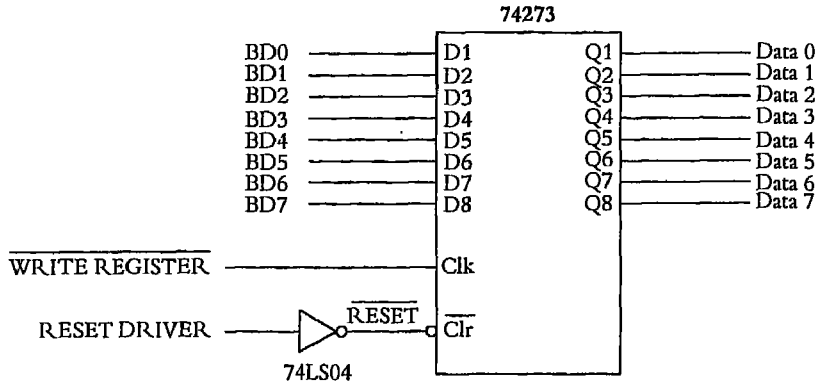 74273
BD0 D1 Q1 Data 0
BD1 D2 Q2 Data 1
BD2 D3 Q3 Data 2
BD3 D4 Q4 Data 3
BD4 D5 Q5 Data 4
BD5 D6 Q6 Data 5
BD6 D7 Q7 Data 6
BD7 D8 Q8 Data 7
WRITE REGISTER Clk
RESET DRIVER RESET Clr
74LS04